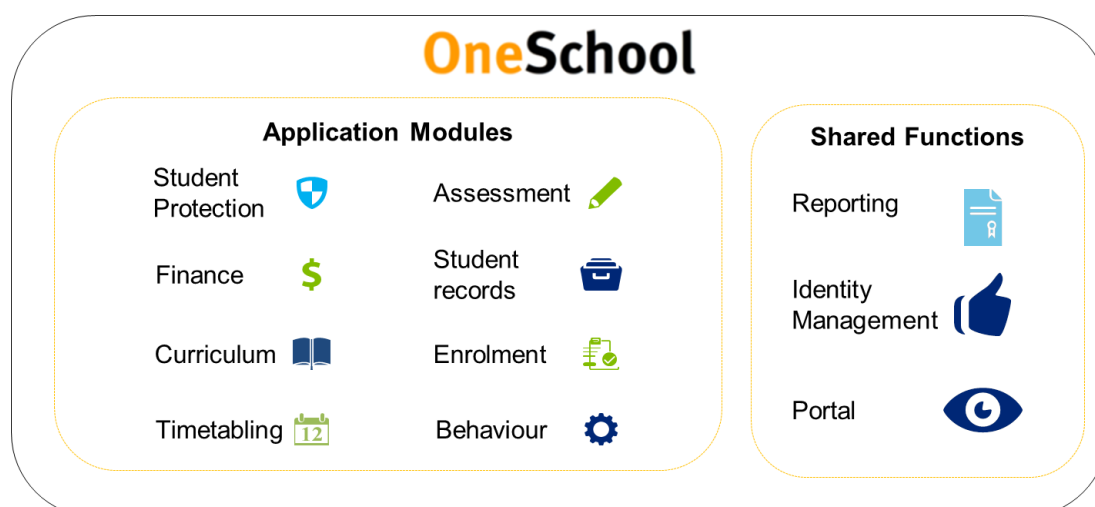 OneSchool
Application Modules
Student
Protection
Assessment
Finance
Student
records
Curriculum
Enrolment
Timetabling
12
Behaviour
Shared Functions
Reporting
Identity
Management
Portal